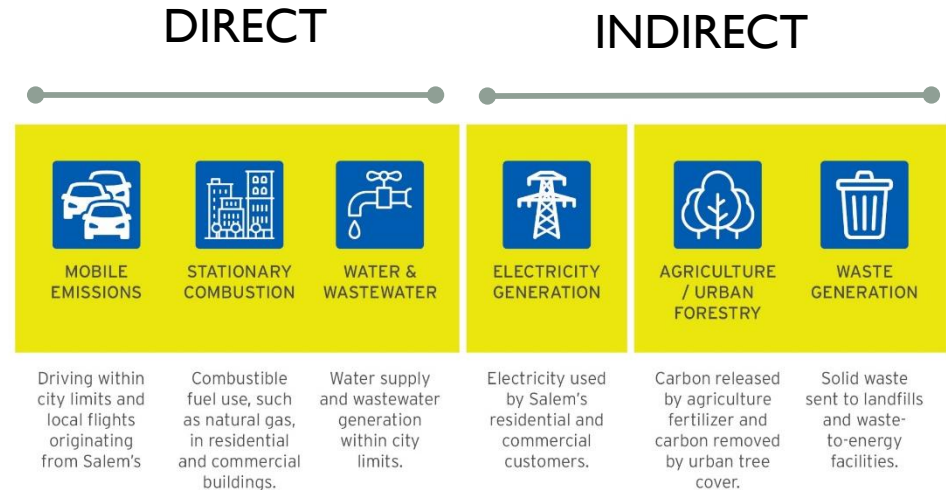 DIRECT
INDIRECT
MOBILE
EMISSIONS
Driving within
city limits and
local flights
originating
from Salem’s
STATIONARY
COMBUSTION
Combustible
fuel use, such
as natural gas,
in residential
and commercial
buildings.
WATER &
WASTEWATER
Water supply
and wastewater
generation
within city
limits.
ELECTRICITY
GENERATION
Electricity used
by Salem’s
residential and
commercial
customers.
AGRICULTURE
/ URBAN
FORESTRY
Carbon released
by agriculture
fertilizer and
carbon removed
by urban tree
cover.
WASTE
GENERATION
Solid waste
sent to landfills
and waste-
to-energy
facilities.